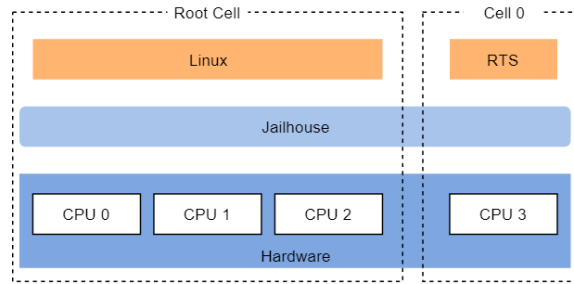 Root Cell
Cell 0
Linux
RTS
Jailhouse
CPU 0
CPU 1
CPU 2
CPU 3
Hardware